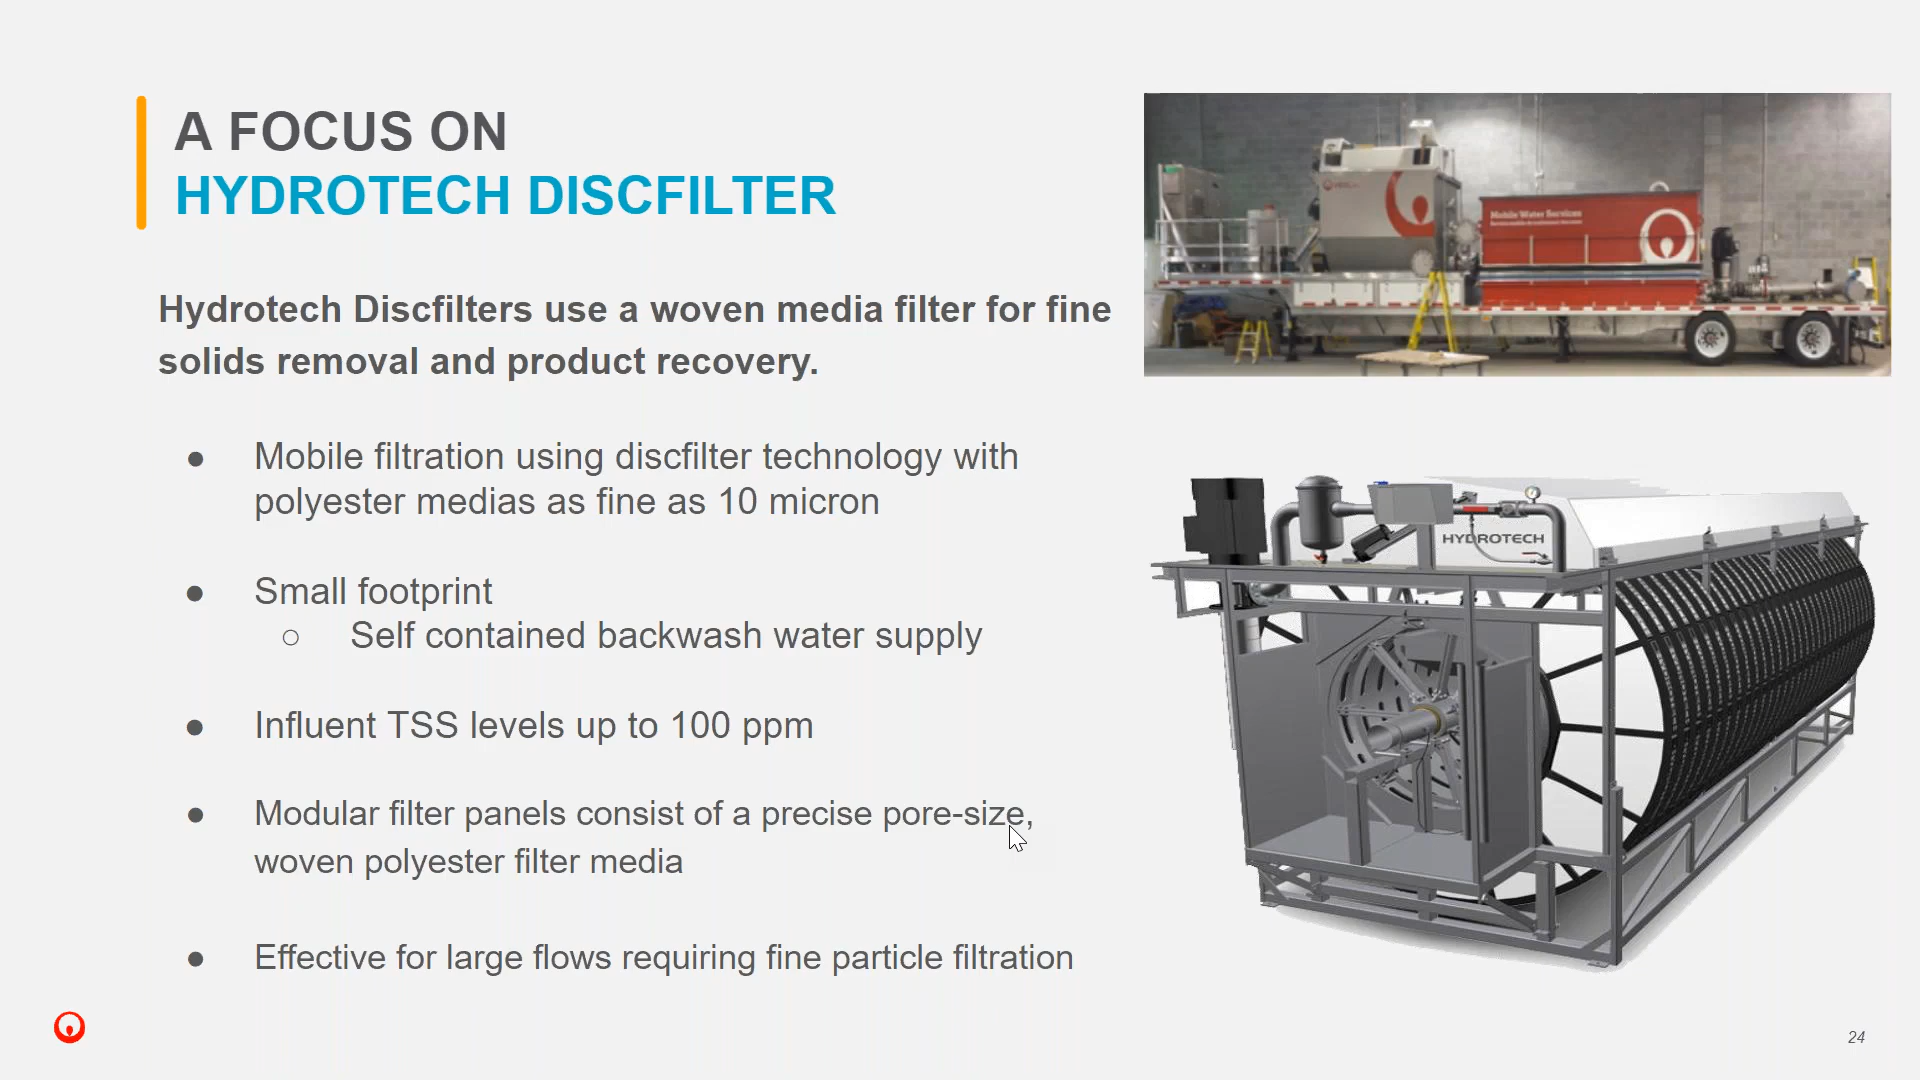 A FOCUS ON
HYDROTECH DISCFILTER
Hydrotech Discfilters use a woven media filter for fine
solids removal and product recovery.
● Mobile filtration using discfilter technology with
polyester medias as fine as 10 micron
● Small footprint
○ Self contained backwash water supply
● Influent TSS levels up to 100 ppm
● Modular filter panels consist of a precise pore-size,
woven polyester filter media
● Effective for large flows requiring fine particle filtration
Mobile Water Services
HYDROTECH
24